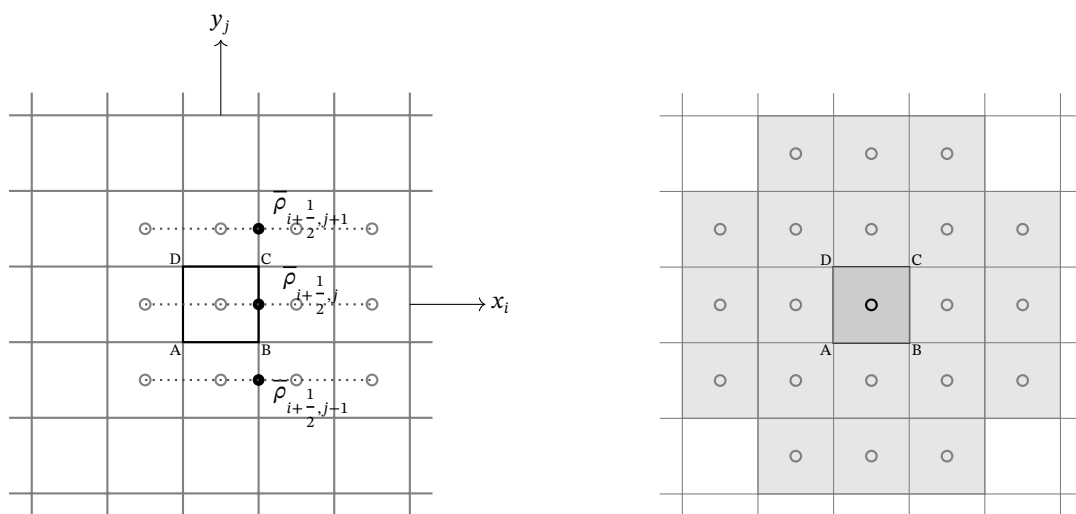 y_j
ρ̅_{i+1/2,j+1}
D C
ρ̅_{i+1/2,j}
x_i
A B
ρ̅_{i+1/2,j−1}
D C
A B